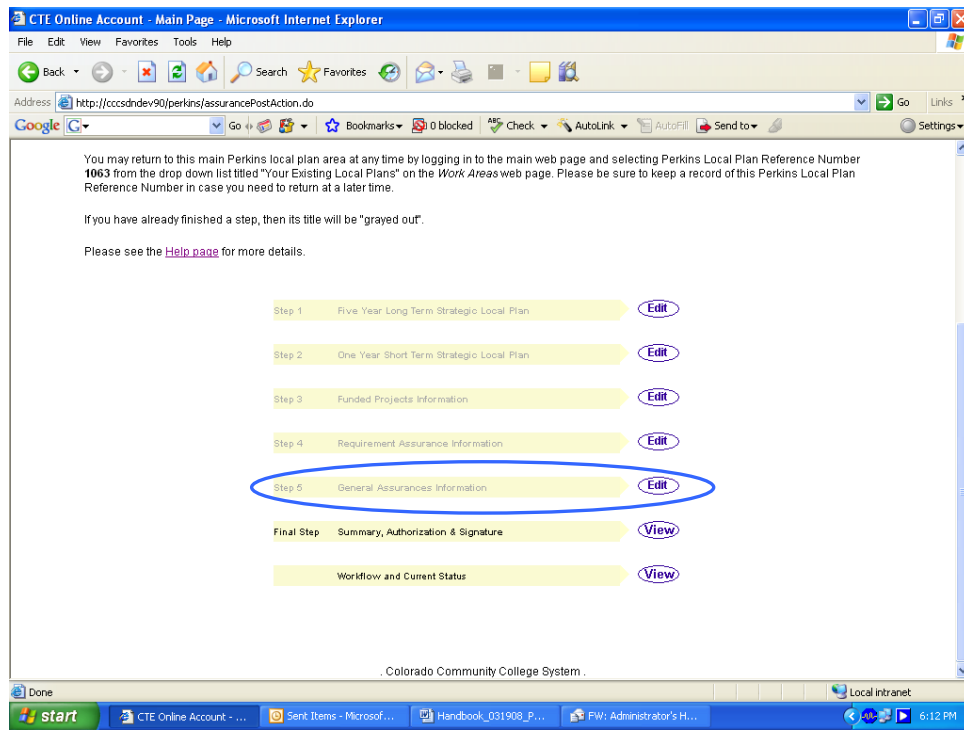 CTE Online Account - Main Page - Microsoft Internet Explorer
File Edit View Favorites Tools Help
Back Search Favorites
Address http://cccsdndev90/perkins/assurancePostAction.do Go Links
Google G Go Bookmarks 0 blocked ABC Check AutoLink AutoFill Send to Settings
You may return to this main Perkins local plan area at any time by logging in to the main web page and selecting Perkins Local Plan Reference Number
1063 from the drop down list titled "Your Existing Local Plans" on the Work Areas web page. Please be sure to keep a record of this Perkins Local Plan
Reference Number in case you need to return at a later time.
If you have already finished a step, then its title will be "grayed out".
Please see the Help page for more details.
Step 1 Five Year Long Term Strategic Local Plan Edit
Step 2 One Year Short Term Strategic Local Plan Edit
Step 3 Funded Projects Information Edit
Step 4 Requirement Assurance Information Edit
Step 5 General Assurances Information Edit
Final Step Summary, Authorization & Signature View
Workflow and Current Status View
. Colorado Community College System .
Done Local intranet
start CTE Online Account - ... Sent Items - Microsof... Handbook_031908_P... FW: Administrator's H... 6:12 PM